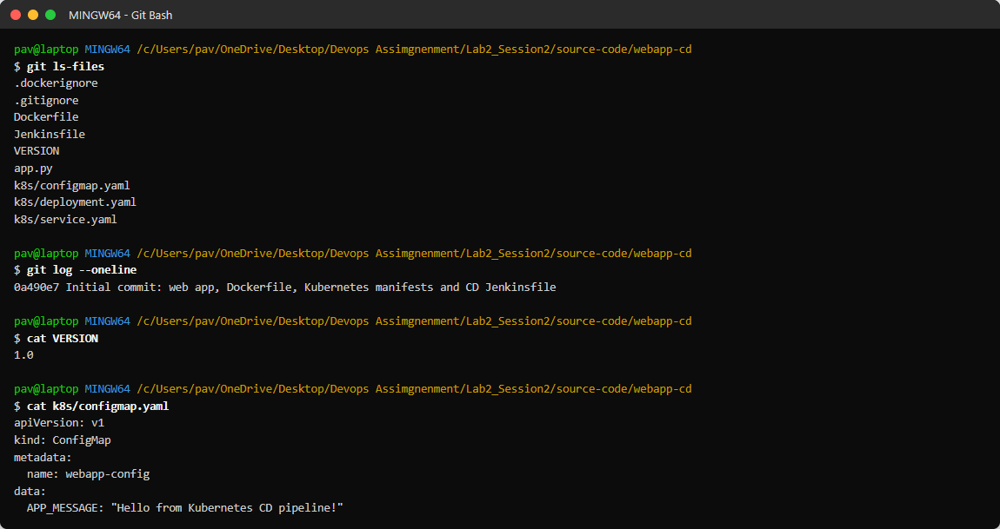 MINGW64 - Git Bash
pav@laptop MINGW64 /c/Users/pav/OneDrive/Desktop/Devops Assimgnenment/Lab2_Session2/source-code/webapp-cd
$ git ls-files
.dockerignore
.gitignore
Dockerfile
Jenkinsfile
VERSION
app.py
k8s/configmap.yaml
k8s/deployment.yaml
k8s/service.yaml
pav@laptop MINGW64 /c/Users/pav/OneDrive/Desktop/Devops Assimgnenment/Lab2_Session2/source-code/webapp-cd
$ git log --oneline
0a490e7 Initial commit: web app, Dockerfile, Kubernetes manifests and CD Jenkinsfile
pav@laptop MINGW64 /c/Users/pav/OneDrive/Desktop/Devops Assimgnenment/Lab2_Session2/source-code/webapp-cd
$ cat VERSION
1.0
pav@laptop MINGW64 /c/Users/pav/OneDrive/Desktop/Devops Assimgnenment/Lab2_Session2/source-code/webapp-cd
$ cat k8s/configmap.yaml
apiVersion: v1
kind: ConfigMap
metadata:
  name: webapp-config
data:
  APP_MESSAGE: "Hello from Kubernetes CD pipeline!"